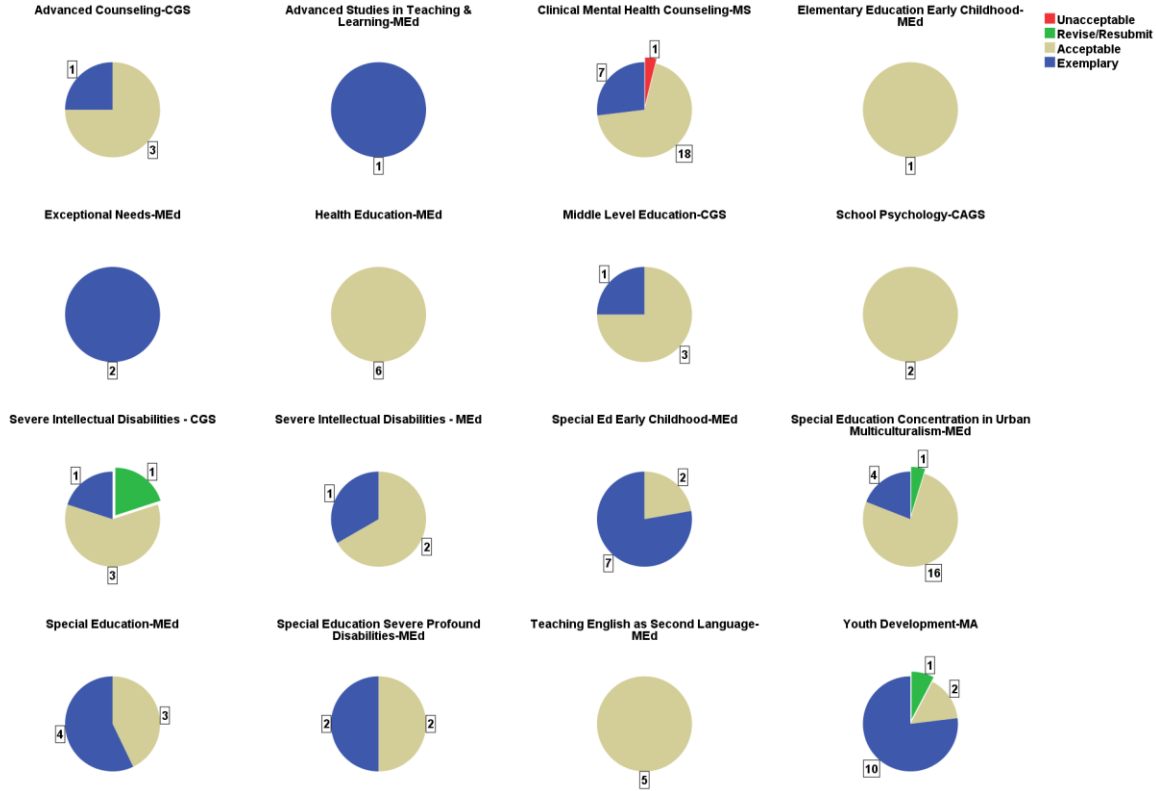 Advanced Counseling-CGS
1
3
Advanced Studies in Teaching &
Learning-MEd
1
Clinical Mental Health Counseling-MS
1
7
18
Elementary Education Early Childhood-
MEd
1
Unacceptable
Revise/Resubmit
Acceptable
Exemplary
Exceptional Needs-MEd
2
Health Education-MEd
6
Middle Level Education-CGS
1
3
School Psychology-CAGS
2
Severe Intellectual Disabilities - CGS
1
1
3
Severe Intellectual Disabilities - MEd
1
2
Special Ed Early Childhood-MEd
2
7
Special Education Concentration in Urban
Multiculturalism-MEd
1
4
16
Special Education-MEd
3
4
Special Education Severe Profound
Disabilities-MEd
2
2
Teaching English as Second Language-
MEd
5
Youth Development-MA
1
2
10